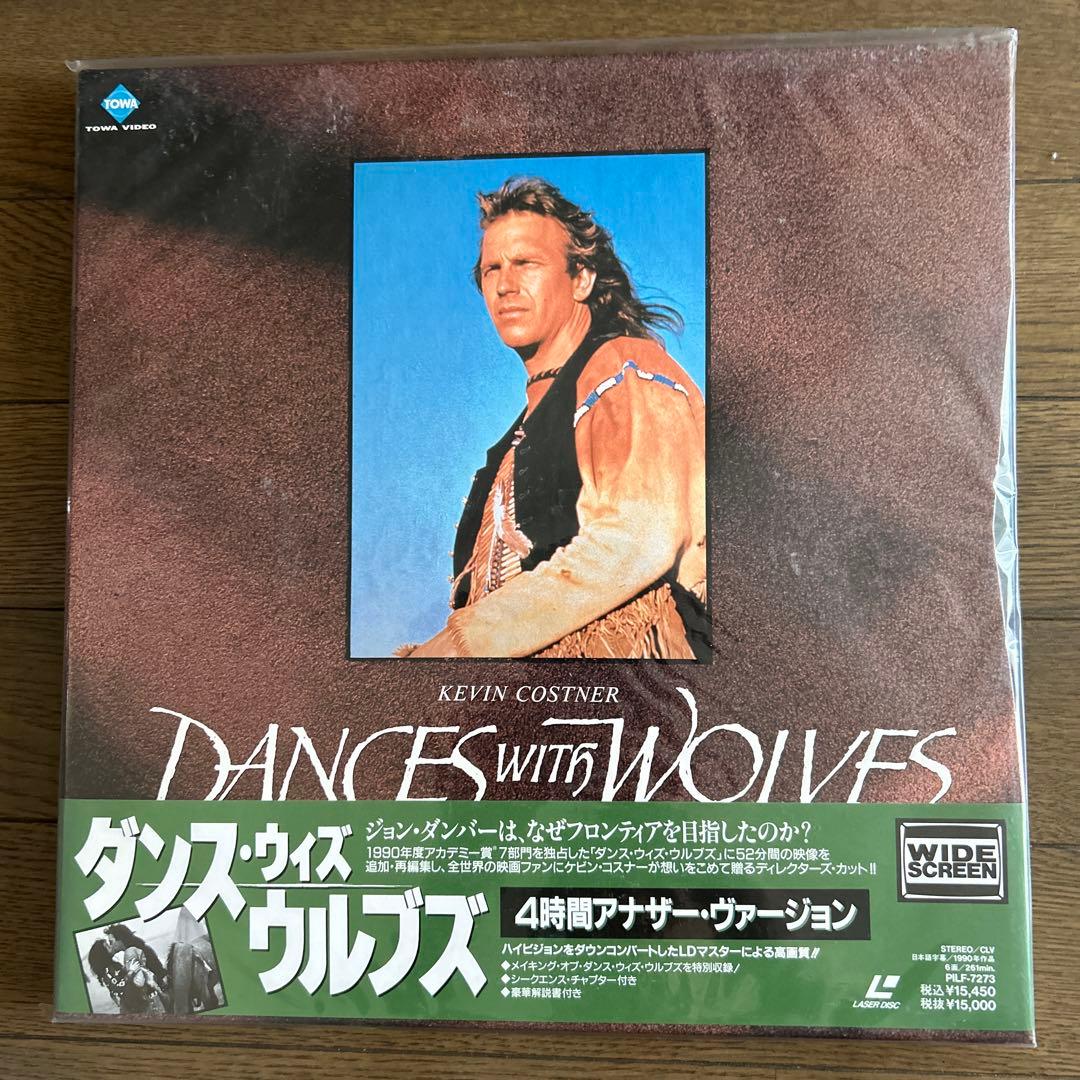 TOWA
TOWA VIDEO
KEVIN COSTNER
DANCES WITH WOLVES
ダンス・ウィズ
ウルブズ
ジョン・ダンバーは、なぜフロンティアを目指したのか?
1990年度アカデミー賞®7部門を独占した「ダンス・ウィズ・ウルブズ」に52分間の映像を
追加・再編集し、全世界の映画ファンにケビン・コスナーが想いをこめて贈るディレクターズ・カット!!
4時間アナザー・ヴァージョン
ハイビジョンをダウンコンバートしたLDマスターによる高画質!!
◆メイキング・オブ・ダンス・ウィズ・ウルブズを特別収録!
◆シークエンス・チャプター付き
◆豪華解説書付き
WIDE
SCREEN
LASER DISC
STEREO/CLV
日本語字幕/1990年作品
6面/261min.
PILF-7273
税込¥15,450
税抜¥15,000